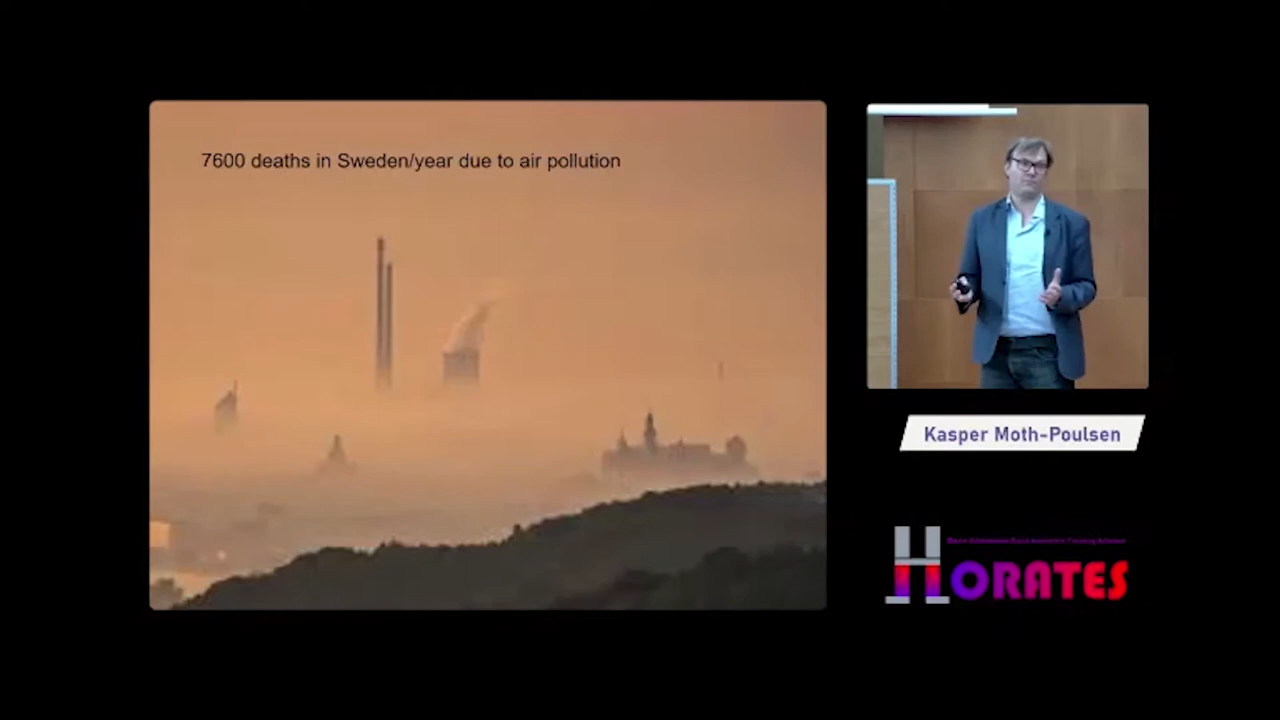 7600 deaths in Sweden/year due to air pollution
Kasper Moth-Poulsen
HORATES